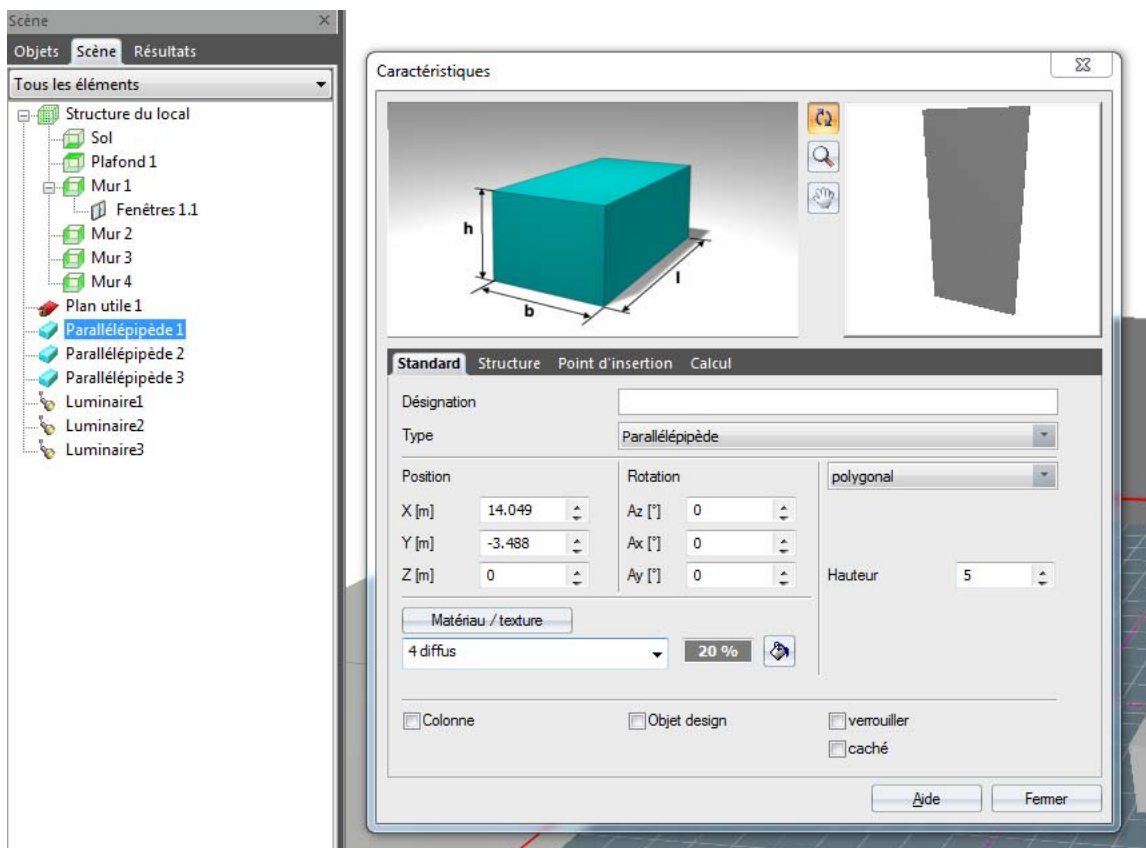 Scène
Objets Scène Résultats
Tous les éléments
Structure du local
Sol
Plafond 1
Mur 1
Fenêtres 1.1
Mur 2
Mur 3
Mur 4
Plan utile 1
Parallélépipède 1
Parallélépipède 2
Parallélépipède 3
Luminaire1
Luminaire2
Luminaire3
Caractéristiques
h
b
l
Standard Structure Point d'insertion Calcul
Désignation
Type Parallélépipède
Position Rotation polygonal
X [m] 14.049 Az [°] 0
Y [m] -3.488 Ax [°] 0
Z [m] 0 Ay [°] 0 Hauteur 5
Matériau / texture
4 diffus 20 %
Colonne Objet design verrouiller
caché
Aide Fermer